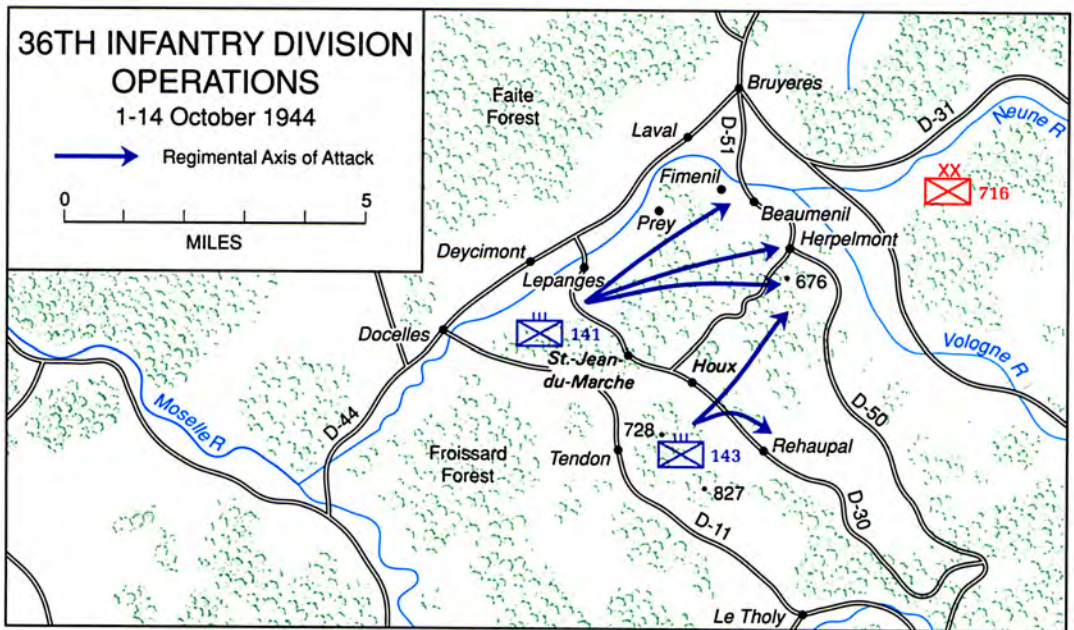 36TH INFANTRY DIVISION
OPERATIONS
1-14 October 1944
Regimental Axis of Attack
0 5
MILES
Faite
Forest
Bruyeres
Laval
D-51
D-31
Neune R
XX
716
Fimenil
Prey
Beaumenil
Herpelmont
Deycimont
Lepanges
676
Docelles
III
141
St.-Jean-
du-Marche
Houx
Vologne R
Moselle R
D-44
D-50
728
III
143
Rehaupal
Froissard
Forest
Tendon
827
D-11
D-30
Le Tholy